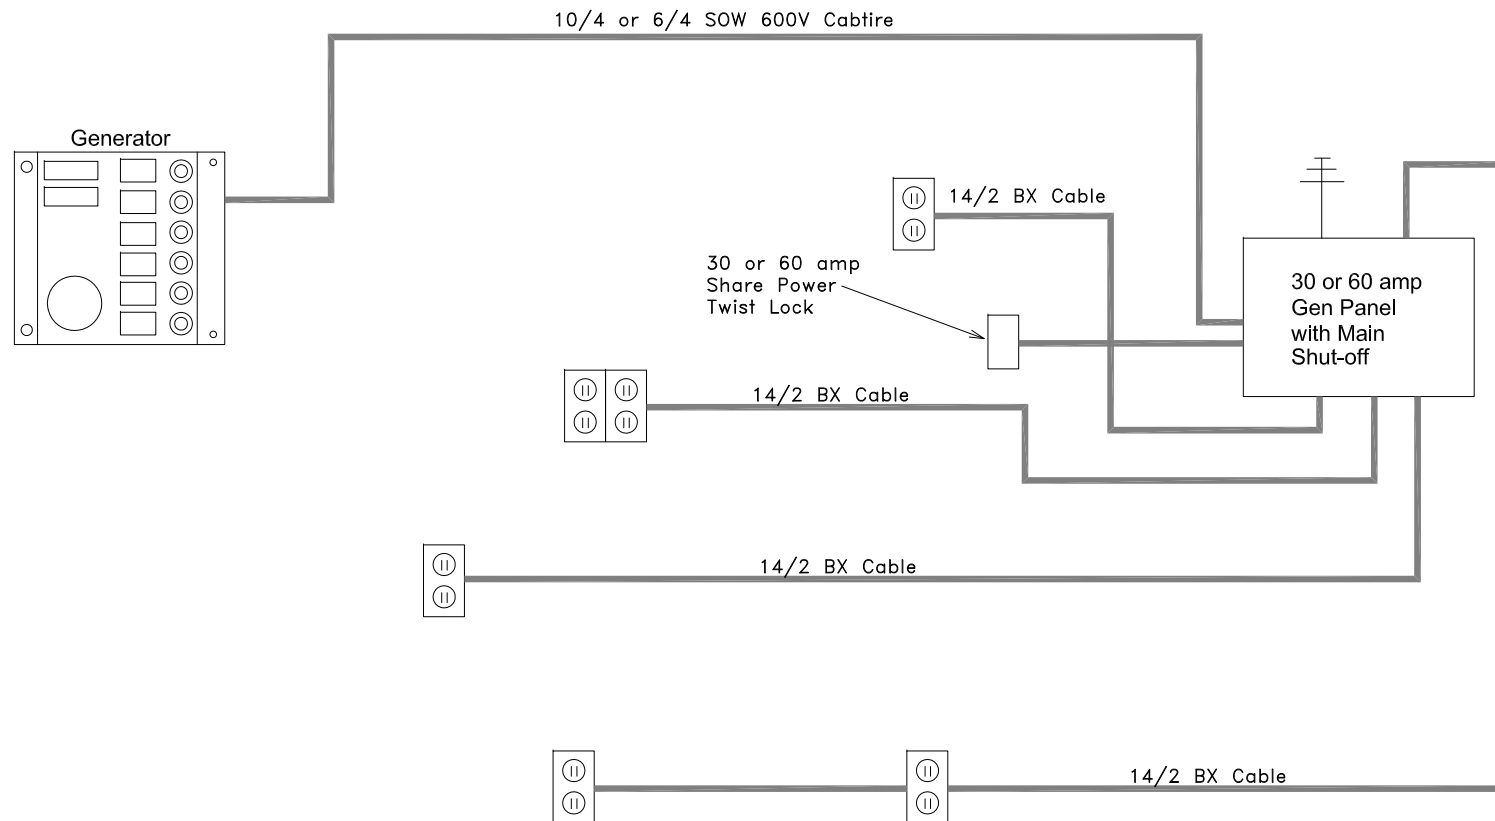 10/4 or 6/4 SOW 600V Cabtire
Generator
14/2 BX Cable
30 or 60 amp
Share Power
Twist Lock
30 or 60 amp
Gen Panel
with Main
Shut-off
14/2 BX Cable
14/2 BX Cable
14/2 BX Cable